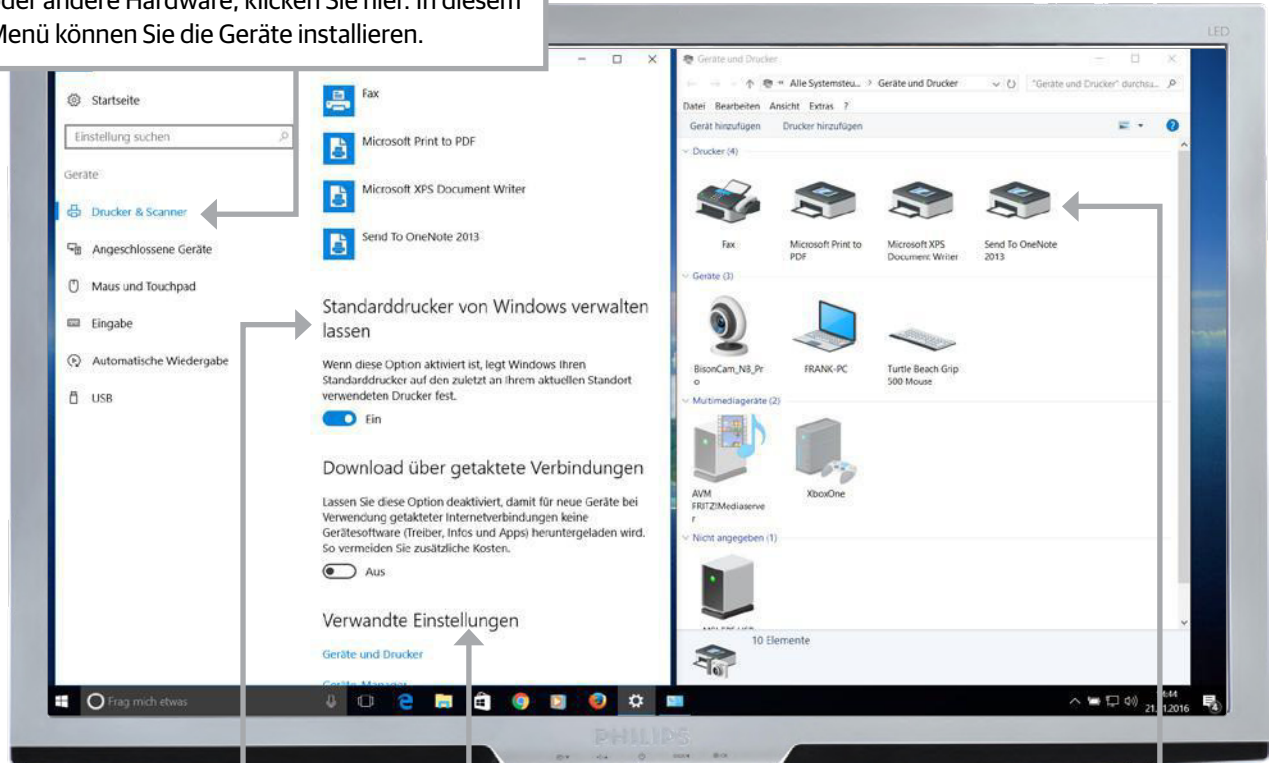 oder andere Hardware, klicken Sie hier. In diesem
Menü können Sie die Geräte installieren.
LED
Startseite
Einstellung suchen
Geräte
Drucker & Scanner
Angeschlossene Geräte
Maus und Touchpad
Eingabe
Automatische Wiedergabe
USB
Fax
Microsoft Print to PDF
Microsoft XPS Document Writer
Send To OneNote 2013
Standarddrucker von Windows verwalten
lassen
Wenn diese Option aktiviert ist, legt Windows Ihren
Standarddrucker auf den zuletzt an Ihrem aktuellen Standort
verwendeten Drucker fest.
Ein
Download über getaktete Verbindungen
Lassen Sie diese Option deaktiviert, damit für neue Geräte bei
Verwendung getakteter Internetverbindungen keine
Gerätesoftware (Treiber, Infos und Apps) heruntergeladen wird.
So vermeiden Sie zusätzliche Kosten.
Aus
Verwandte Einstellungen
Geräte und Drucker
Geräte-Manager
Geräte und Drucker
« Alle Systemsteu... > Geräte und Drucker
"Geräte und Drucker" durchsu...
Datei Bearbeiten Ansicht Extras ?
Gerät hinzufügen Drucker hinzufügen
Drucker (4)
Fax
Microsoft Print to
PDF
Microsoft XPS
Document Writer
Send To OneNote
2013
Geräte (3)
BisonCam_NB_Pr
o
FRANK-PC
Turtle Beach Grip
500 Mouse
Multimediageräte (2)
AVM
FRITZ!Mediaserve
r
XboxOne
Nicht angegeben (1)
10 Elemente
Frag mich etwas
PHILIPS